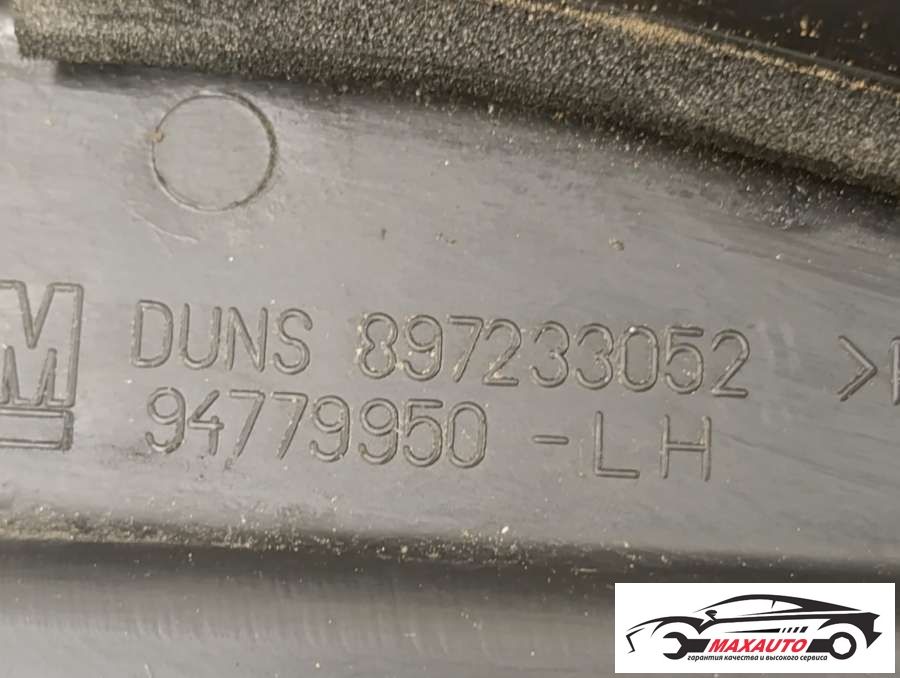 M
DUNS 897233052 >
94779950 -LH
MAXAUTO
гарантия качества и высокого сервиса